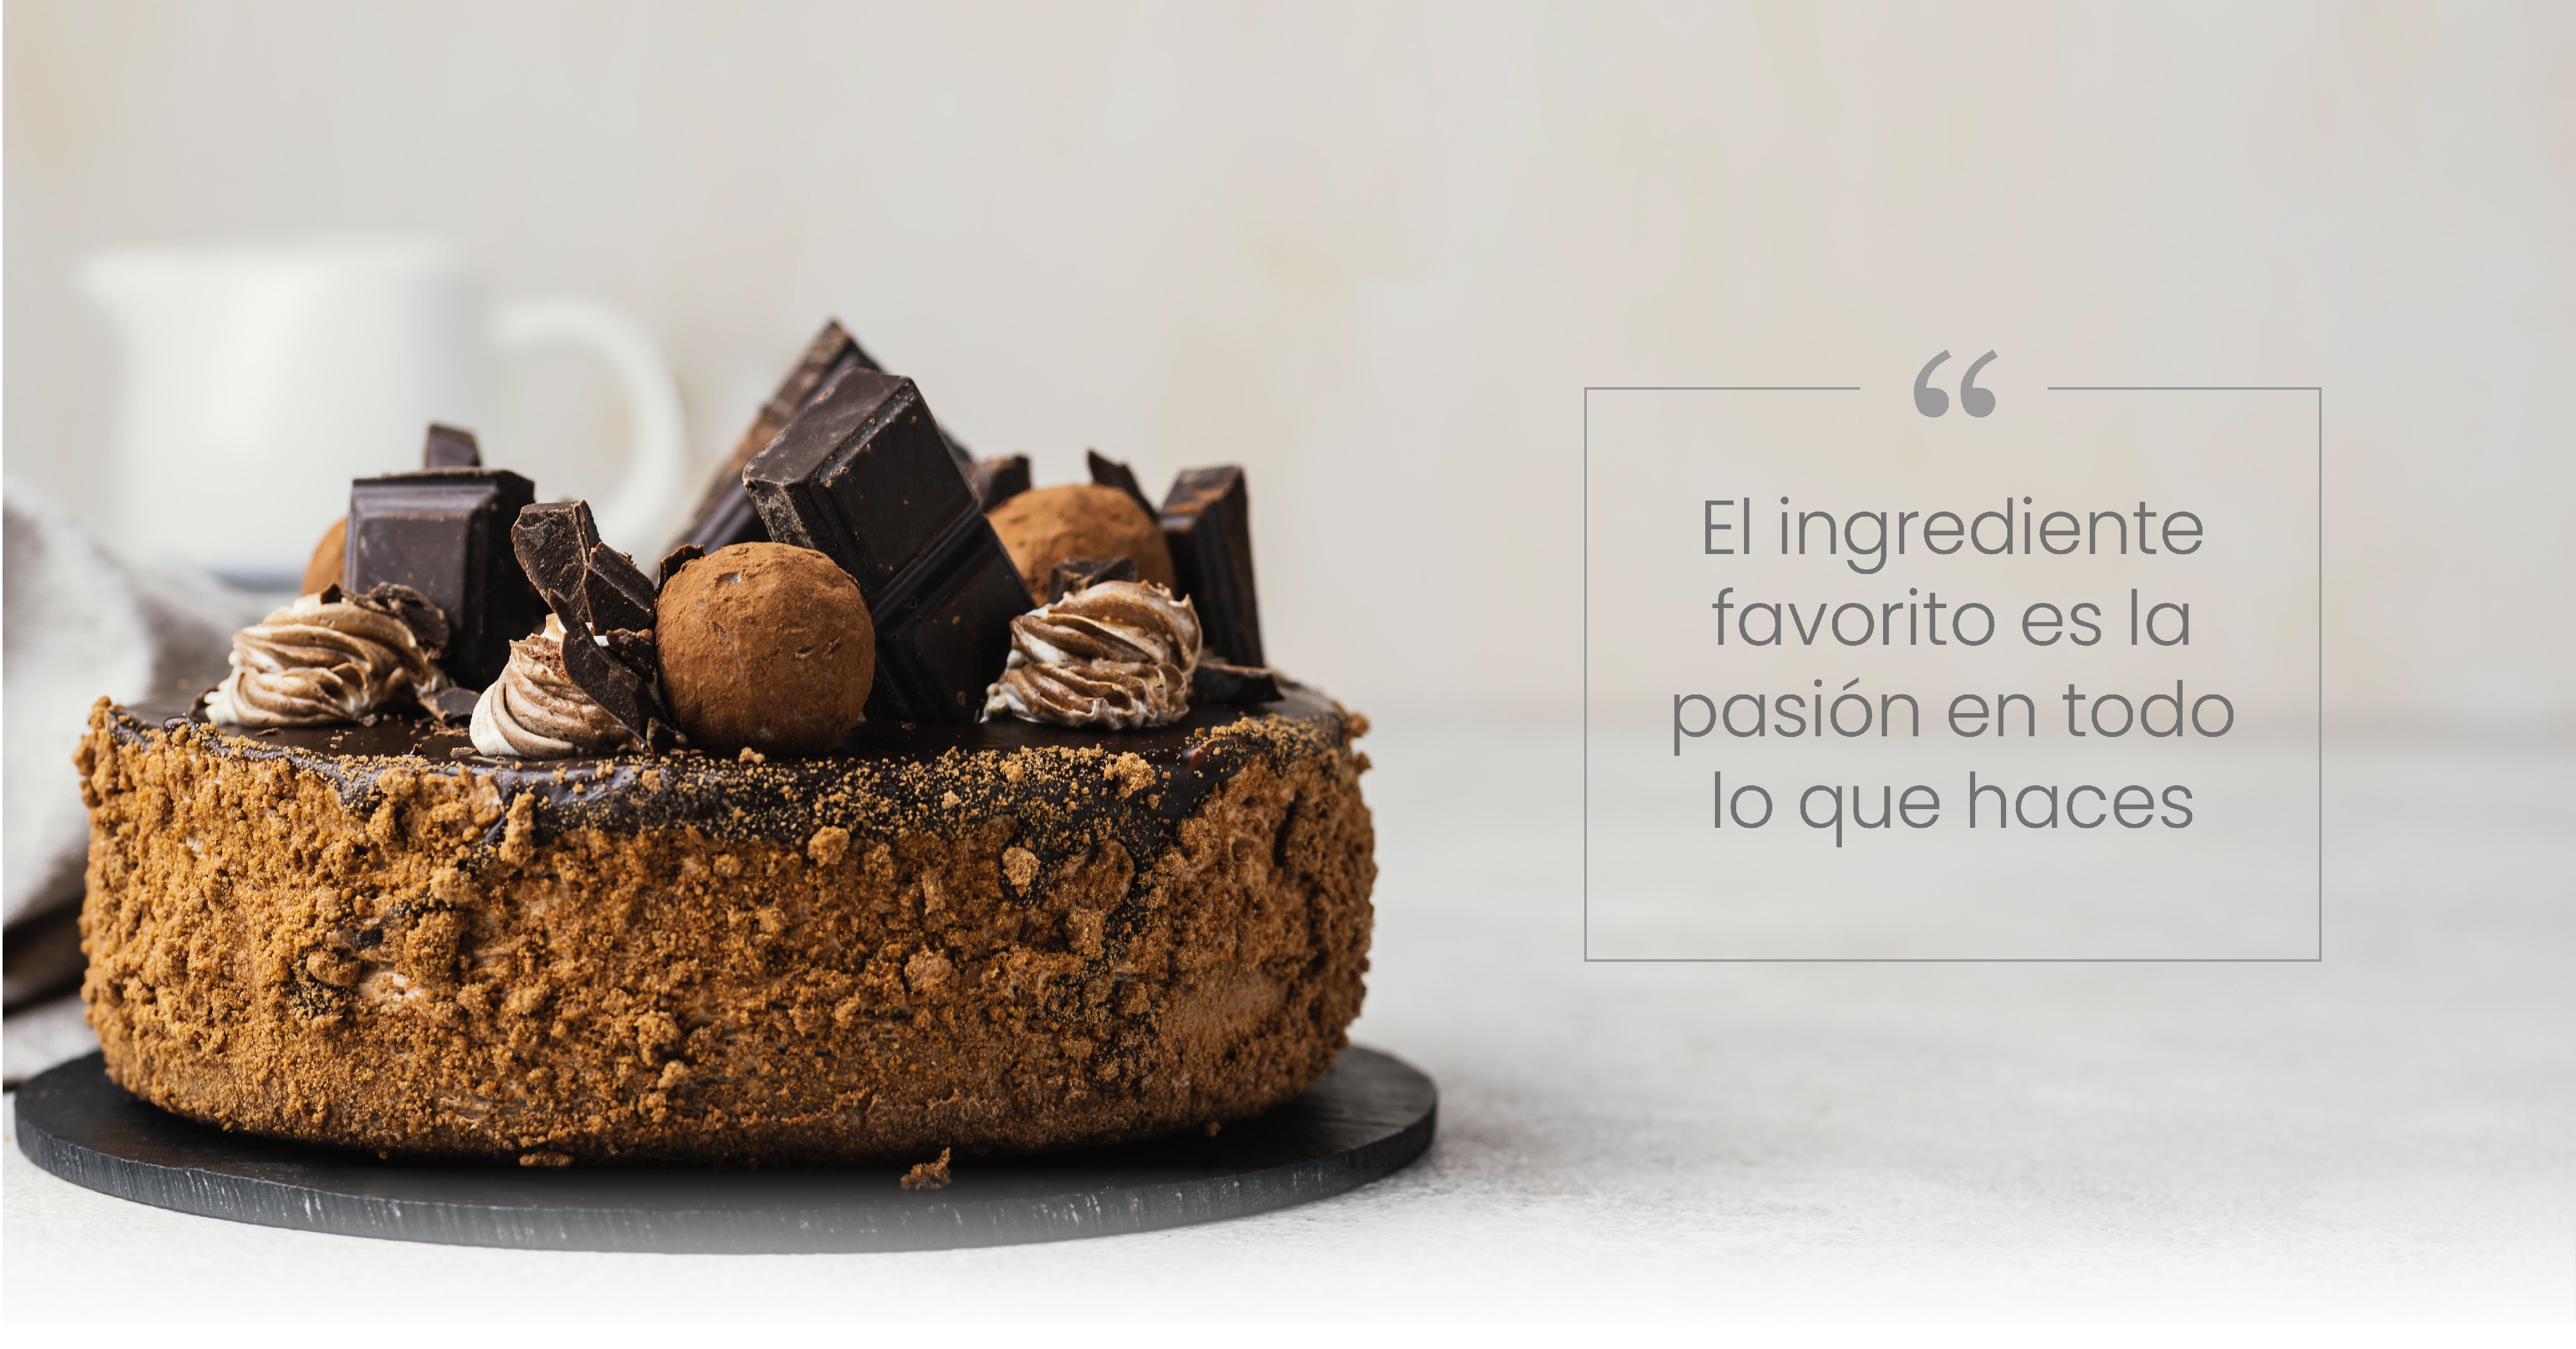 “
El ingrediente
favorito es la
pasión en todo
lo que haces